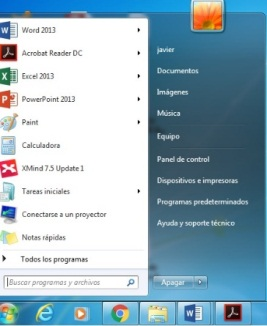 Word 2013
Acrobat Reader DC
Excel 2013
PowerPoint 2013
Paint
Calculadora
XMind 7.5 Update 1
Tareas iniciales
Conectarse a un proyector
Notas rápidas
Todos los programas
Buscar programas y archivos
javier
Documentos
Imágenes
Música
Equipo
Panel de control
Dispositivos e impresoras
Programas predeterminados
Ayuda y soporte técnico
Apagar